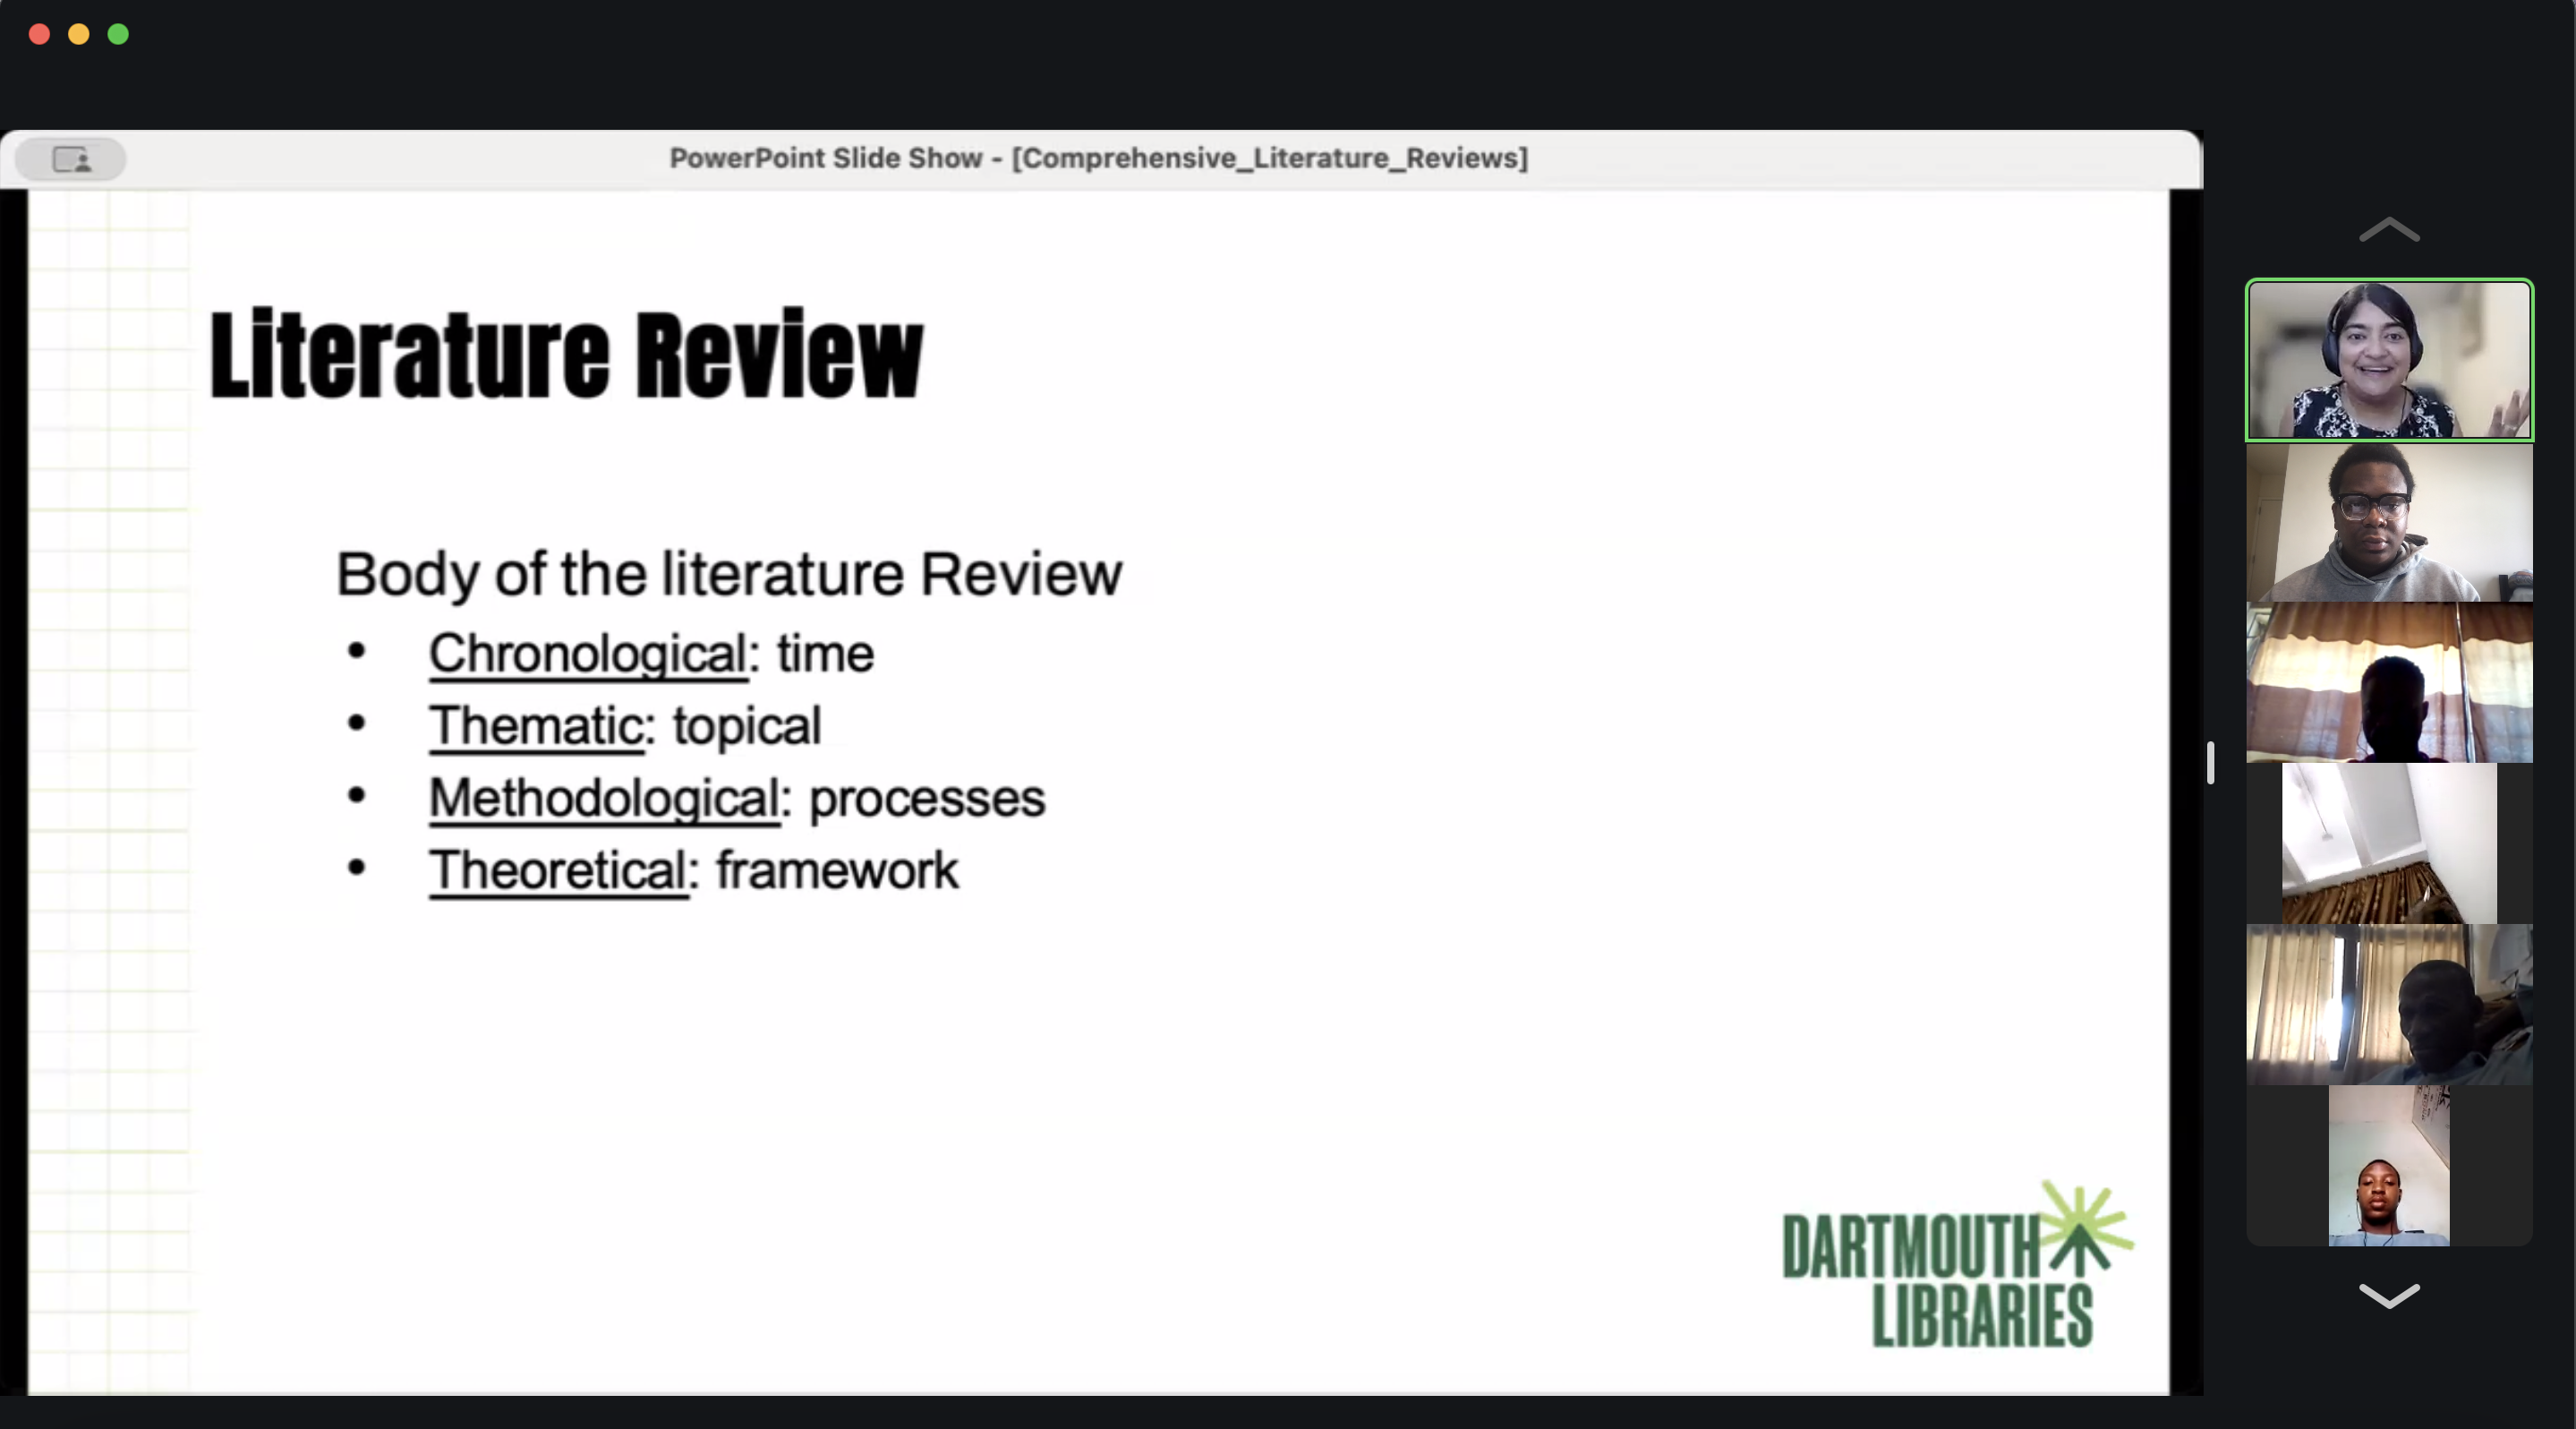 PowerPoint Slide Show - [Comprehensive_Literature_Reviews]
Literature Review
Body of the literature Review
• Chronological: time
• Thematic: topical
• Methodological: processes
• Theoretical: framework
DARTMOUTH
LIBRARIES